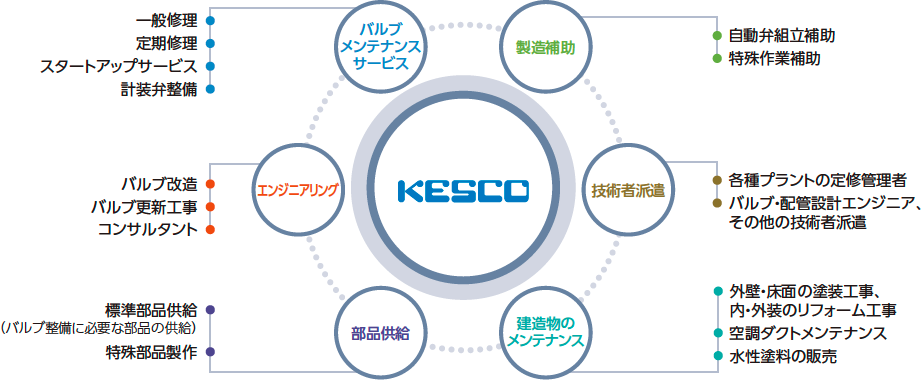 一般修理
定期修理
スタートアップサービス
計装弁整備
バルブ
メンテナンス
サービス
製造補助
自動弁組立補助
特殊作業補助
バルブ改造
バルブ更新工事
コンサルタント
エンジニアリング
KESCO
技術者派遣
各種プラントの定修管理者
バルブ・配管設計エンジニア、
その他の技術者派遣
標準部品供給
（バルブ整備に必要な部品の供給）
特殊部品製作
部品供給
建造物の
メンテナンス
外壁・床面の塗装工事、
内・外装のリフォーム工事
空調ダクトメンテナンス
水性塗料の販売